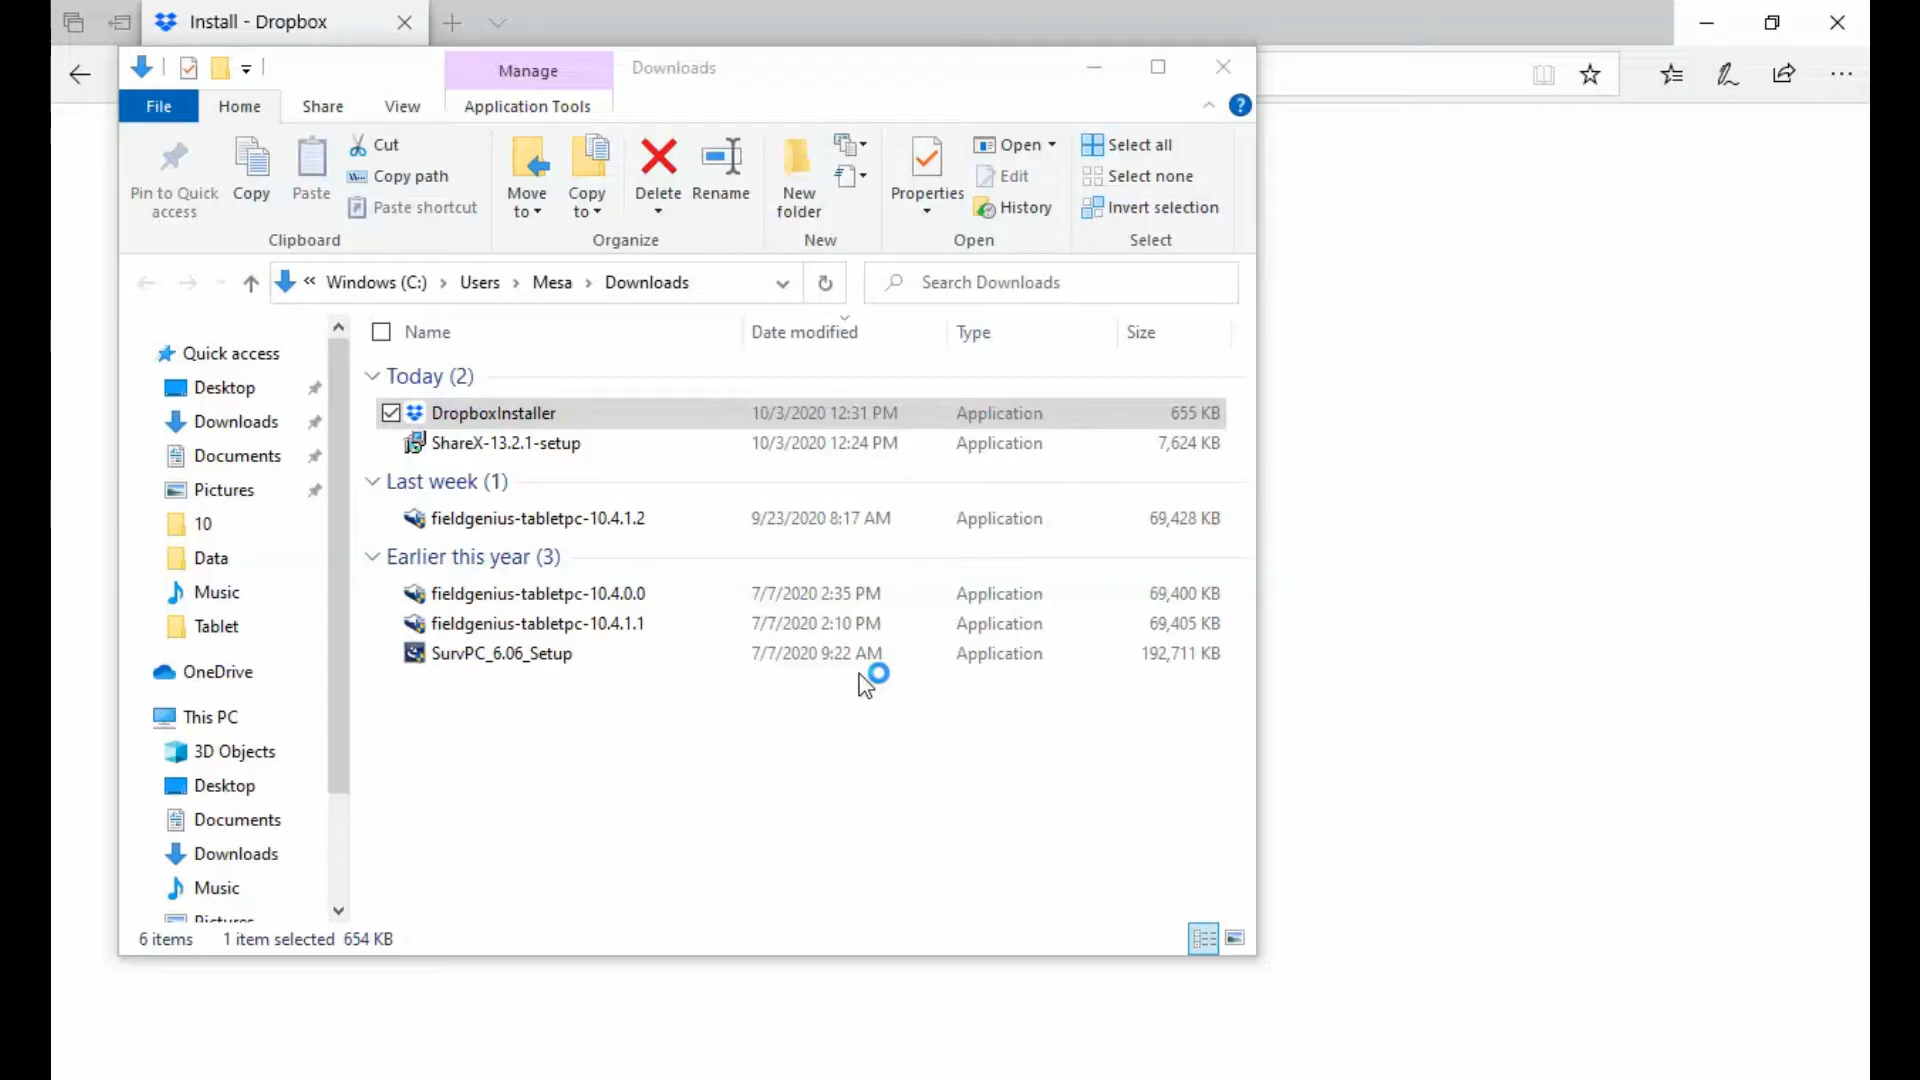 Install - Dropbox
Manage
Downloads
File
Home
Share
View
Application Tools
Pin to Quick
access
Copy
Paste
Cut
Copy path
Paste shortcut
Move
to
Copy
to
Delete
Rename
New
folder
Properties
Open
Edit
History
Select all
Select none
Invert selection
Clipboard
Organize
New
Open
Select
« Windows (C:) > Users > Mesa > Downloads
Search Downloads
Name Date modified Type Size
Quick access
Desktop
Downloads
Documents
Pictures
10
Data
Music
Tablet
OneDrive
This PC
3D Objects
Desktop
Documents
Downloads
Music
Pictures
Today (2)
DropboxInstaller 10/3/2020 12:31 PM Application 655 KB
ShareX-13.2.1-setup 10/3/2020 12:24 PM Application 7,624 KB
Last week (1)
fieldgenius-tabletpc-10.4.1.2 9/23/2020 8:17 AM Application 69,428 KB
Earlier this year (3)
fieldgenius-tabletpc-10.4.0.0 7/7/2020 2:35 PM Application 69,400 KB
fieldgenius-tabletpc-10.4.1.1 7/7/2020 2:10 PM Application 69,405 KB
SurvPC_6.06_Setup 7/7/2020 9:22 AM Application 192,711 KB
6 items 1 item selected 654 KB